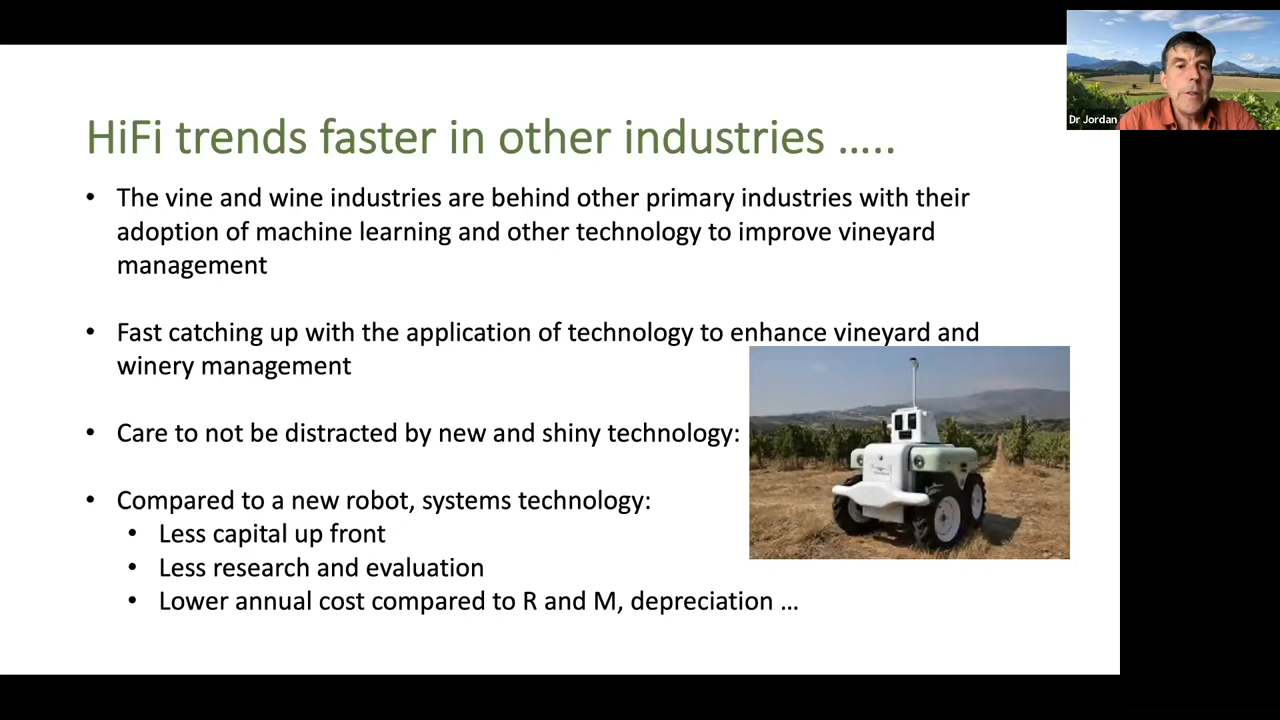 HiFi trends faster in other industries .....
• The vine and wine industries are behind other primary industries with their
adoption of machine learning and other technology to improve vineyard
management
• Fast catching up with the application of technology to enhance vineyard and
winery management
• Care to not be distracted by new and shiny technology:
• Compared to a new robot, systems technology:
• Less capital up front
• Less research and evaluation
• Lower annual cost compared to R and M, depreciation ...
Dr Jordan